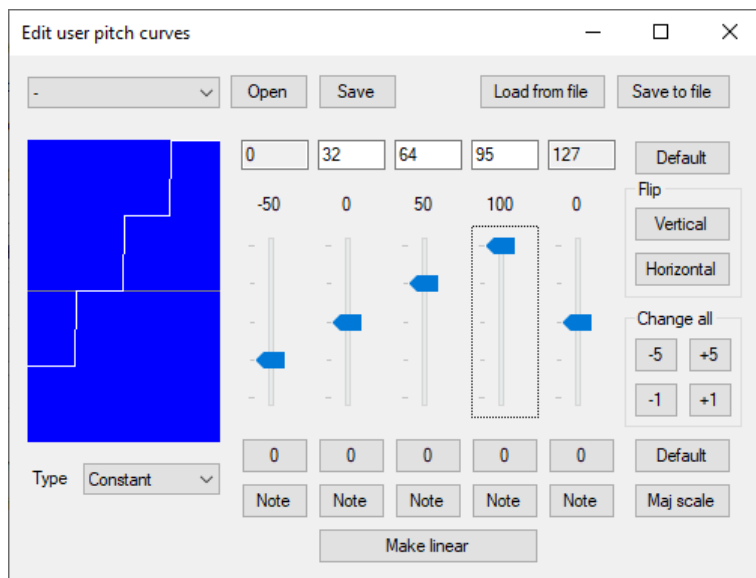 Edit user pitch curves
- Open Save Load from file Save to file
0 32 64 95 127 Default
-50 0 50 100 0
Flip
Vertical
Horizontal
Change all
-5 +5
-1 +1
0 0 0 0 0 Default
Type Constant Note Note Note Note Note Maj scale
Make linear